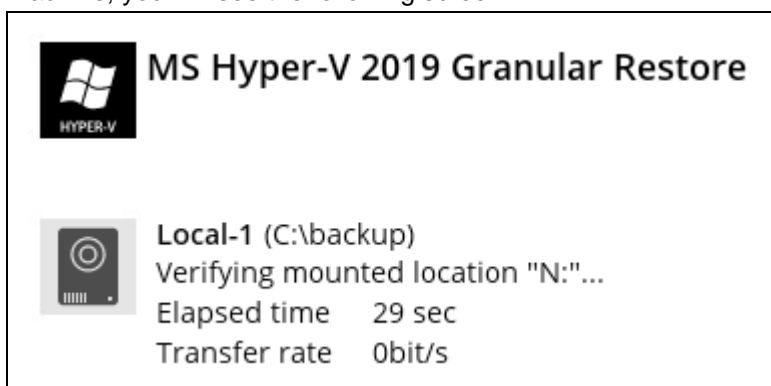 MS Hyper-V 2019 Granular Restore
HYPER-V
Local-1 (C:\backup)
Verifying mounted location "N:"...
Elapsed time 29 sec
Transfer rate 0bit/s